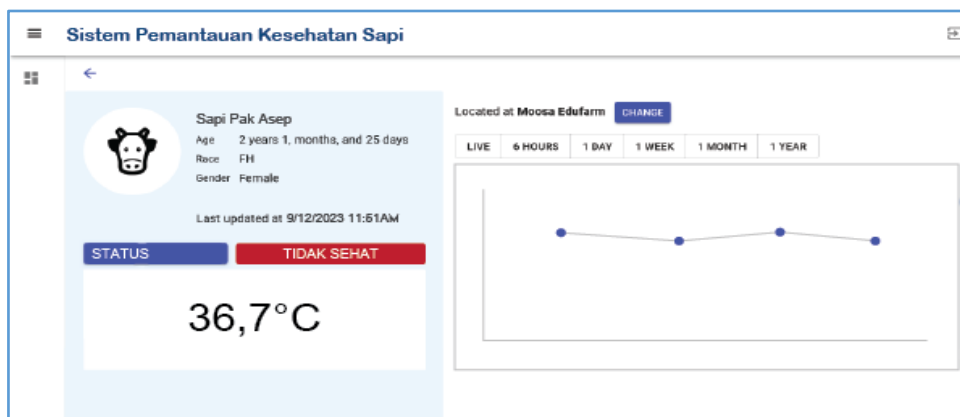 Sistem Pemantauan Kesehatan Sapi
Sapi Pak Asep
Age 2 years 1, months, and 25 days
Race FH
Gender Female
Last updated at 9/12/2023 11:51AM
STATUS
TIDAK SEHAT
36,7°C
Located at Moosa Edufarm CHANGE
LIVE 6 HOURS 1 DAY 1 WEEK 1 MONTH 1 YEAR